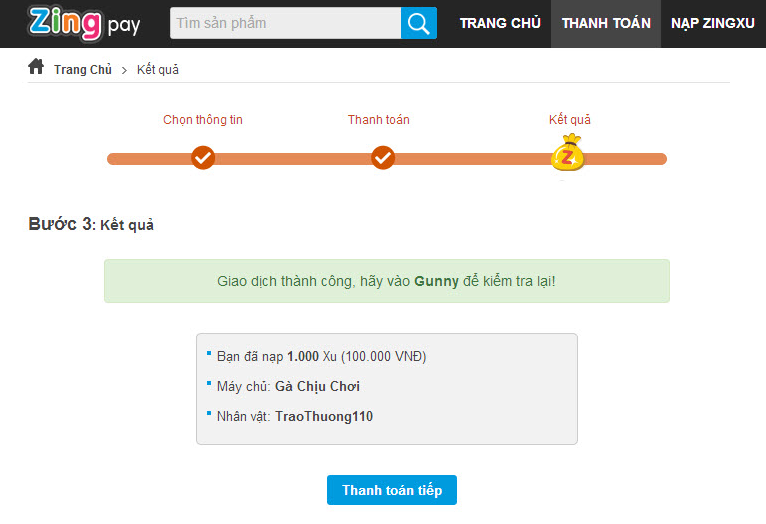 Zing pay
Tìm sản phẩm
TRANG CHỦ THANH TOÁN NẠP ZINGXU
Trang Chủ > Kết quả
Chọn thông tin Thanh toán Kết quả
Z
Bước 3: Kết quả
Giao dịch thành công, hãy vào Gunny để kiểm tra lại!
Bạn đã nạp 1.000 Xu (100.000 VNĐ)
Máy chủ: Gà Chịu Chơi
Nhân vật: TraoThuong110
Thanh toán tiếp